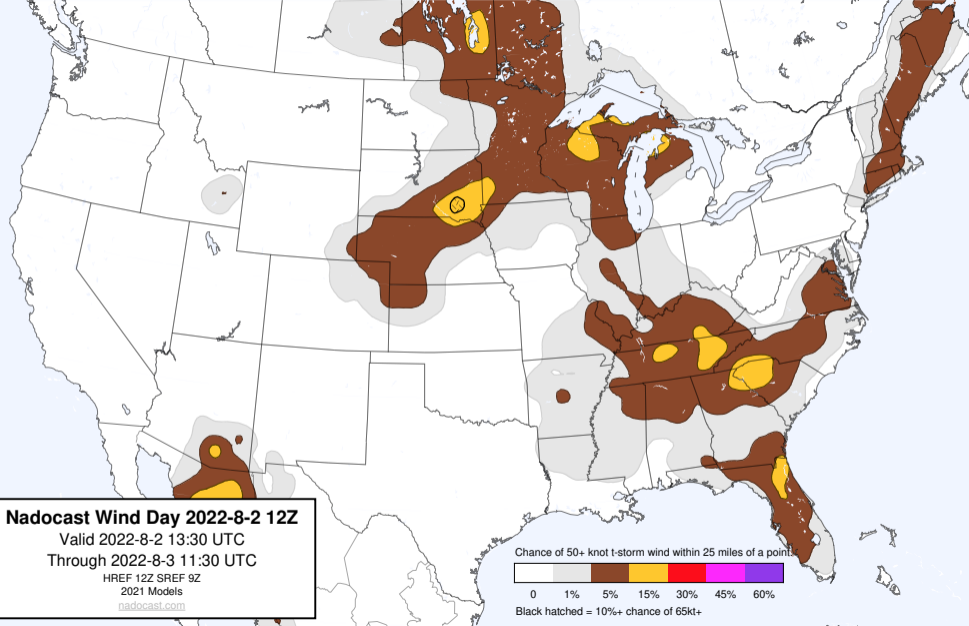 Nadocast Wind Day 2022-8-2 12Z
Valid 2022-8-2 13:30 UTC
Through 2022-8-3 11:30 UTC
HREF 12Z SREF 9Z
2021 Models
nadocast.com
Chance of 50+ knot t-storm wind within 25 miles of a point.
0 1% 5% 15% 30% 45% 60%
Black hatched = 10%+ chance of 65kt+